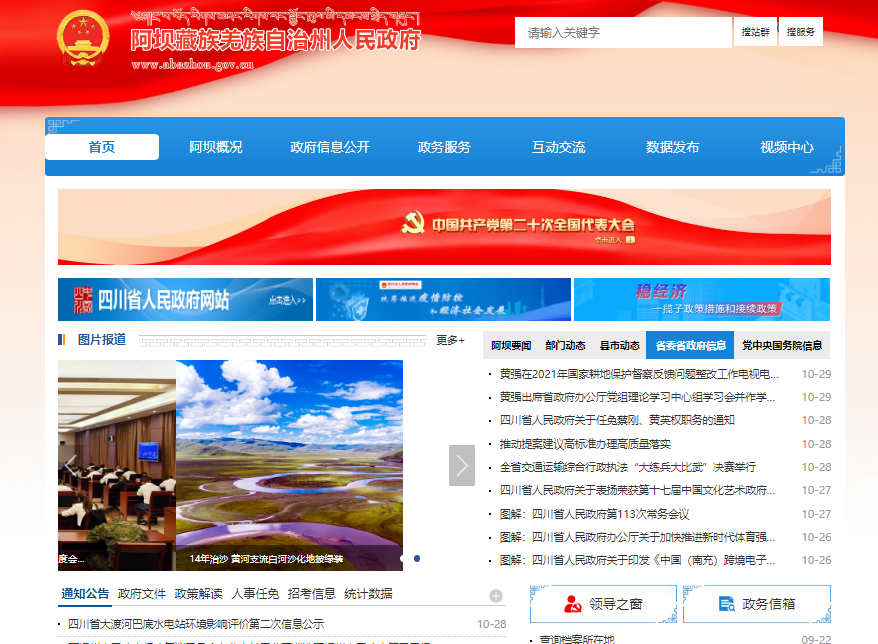 阿坝藏族羌族自治州人民政府
www.abazhou.gov.cn
请输入关键字 搜站群 搜服务
首页 阿坝概况 政府信息公开 政务服务 互动交流 数据发布 视频中心
中国共产党第二十次全国代表大会
点击进入
四川省人民政府网站 点击进入>>
统筹推进疫情防控
和经济社会发展
稳经济
一揽子政策措施和接续政策
图片报道 更多+
阿坝要闻 部门动态 县市动态 省委省政府信息 党中央国务院信息
黄强在2021年国家耕地保护督察反馈问题整改工作电视电... 10-29
黄强出席省政府办公厅党组理论学习中心组学习会并作学... 10-29
四川省人民政府关于任免蔡刚、黄英权职务的通知 10-28
推动提案建议高标准办理高质量落实 10-28
全省交通运输综合行政执法“大练兵大比武”决赛举行 10-28
四川省人民政府关于表扬荣获第十七届中国文化艺术政府... 10-27
图解：四川省人民政府第113次常务会议 10-27
图解：四川省人民政府办公厅关于加快推进新时代体育强... 10-26
图解：四川省人民政府关于印发《中国（南充）跨境电子... 10-26
度会...
14年治沙 黄河支流白河沙化地披绿装
通知公告 政府文件 政策解读 人事任免 招考信息 统计数据
四川省大渡河巴底水电站环境影响评价第二次信息公示 10-28
领导之窗 政务信箱
查询档案所在地 09-22